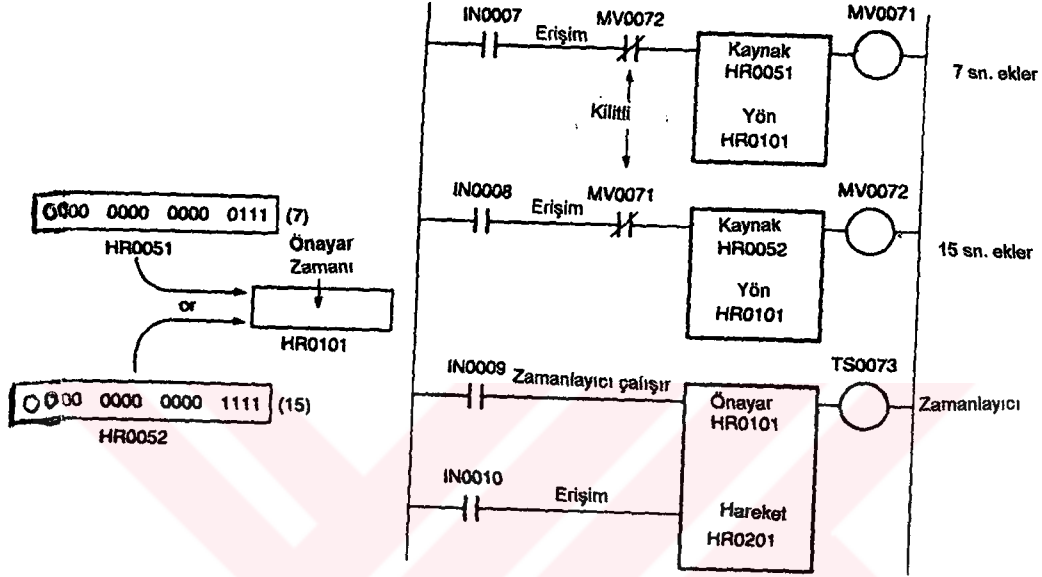 IN0007
Erişim
MV0072
MV0071
Kaynak
HR0051
Yön
HR0101
7 sn. ekler
Kilitli
IN0008
Erişim
MV0071
MV0072
Kaynak
HR0052
Yön
HR0101
15 sn. ekler
0000 0000 0000 0111 (7)
HR0051
Önayar
Zamanı
or
HR0101
0000 0000 0000 1111 (15)
HR0052
IN0009
Zamanlayıcı çalışır
TS0073
Önayar
HR0101
Zamanlayıcı
IN0010
Erişim
Hareket
HR0201